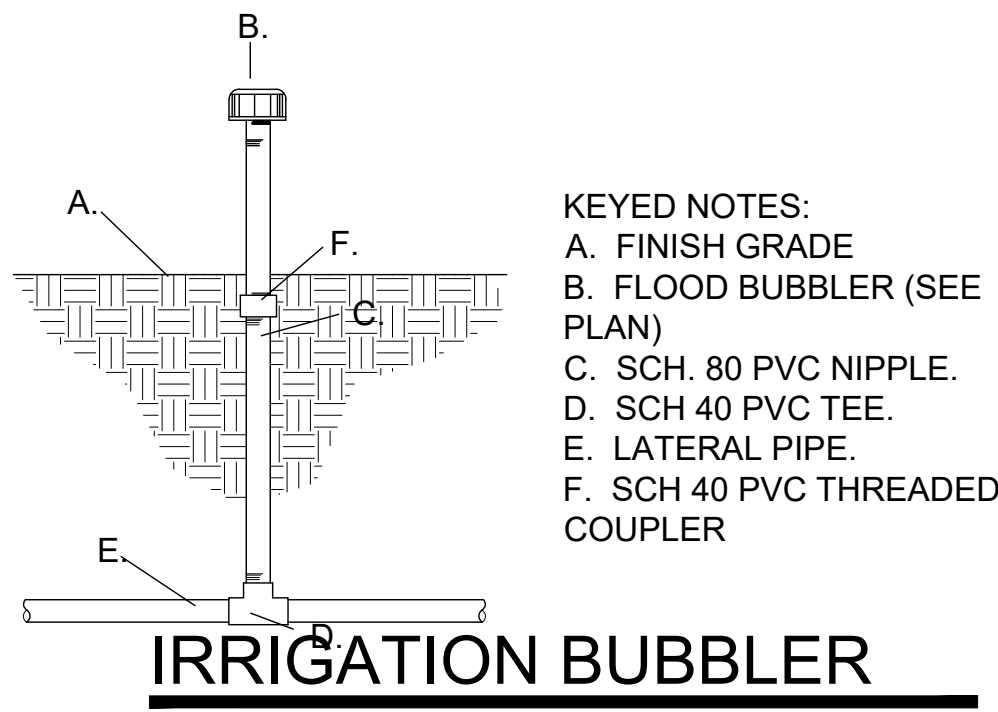 B.
A.
F.
C.
E.
D.
KEYED NOTES:
A. FINISH GRADE
B. FLOOD BUBBLER (SEE
PLAN)
C. SCH. 80 PVC NIPPLE.
D. SCH 40 PVC TEE.
E. LATERAL PIPE.
F. SCH 40 PVC THREADED
COUPLER
IRRIGATION BUBBLER